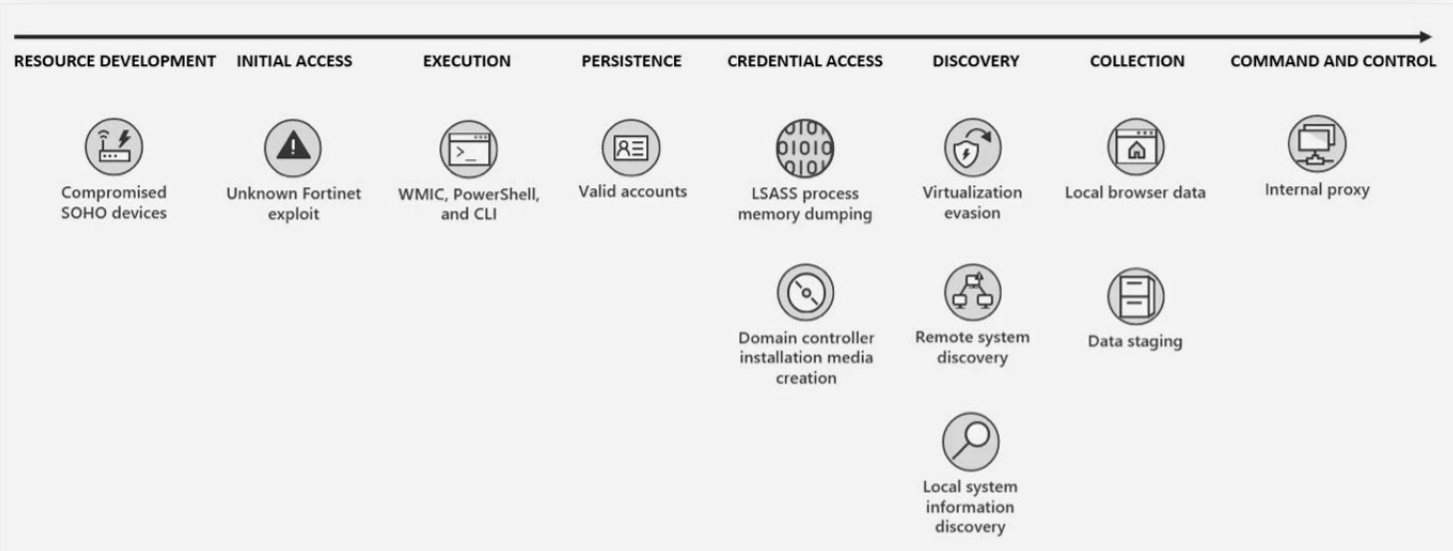 RESOURCE DEVELOPMENT
INITIAL ACCESS
EXECUTION
PERSISTENCE
CREDENTIAL ACCESS
DISCOVERY
COLLECTION
COMMAND AND CONTROL
Compromised
SOHO devices
Unknown Fortinet
exploit
WMIC, PowerShell,
and CLI
Valid accounts
LSASS process
memory dumping
Domain controller
installation media
creation
Virtualization
evasion
Remote system
discovery
Local system
information
discovery
Local browser data
Data staging
Internal proxy